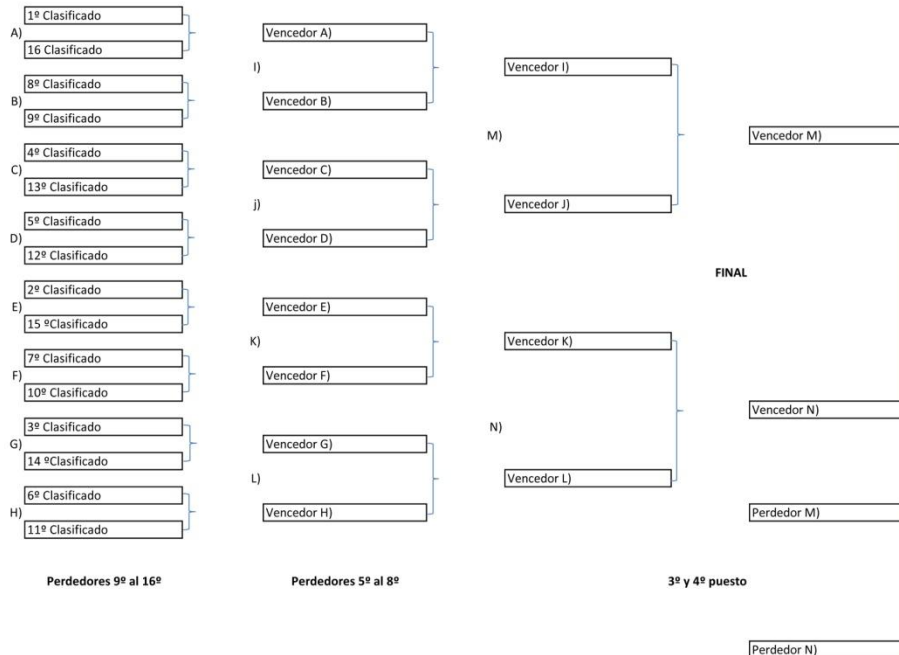 1º Clasificado
A)
16 Clasificado
8º Clasificado
B)
9º Clasificado
4º Clasificado
C)
13º Clasificado
5º Clasificado
D)
12º Clasificado
2º Clasificado
E)
15 ºClasificado
7º Clasificado
F)
10º Clasificado
3º Clasificado
G)
14 ºClasificado
6º Clasificado
H)
11º Clasificado
Perdedores 9º al 16º
Vencedor A)
I)
Vencedor B)
Vencedor C)
j)
Vencedor D)
Vencedor E)
K)
Vencedor F)
Vencedor G)
L)
Vencedor H)
Perdedores 5º al 8º
Vencedor I)
M)
Vencedor J)
Vencedor K)
N)
Vencedor L)
Vencedor M)
FINAL
Vencedor N)
Perdedor M)
3º y 4º puesto
Perdedor N)